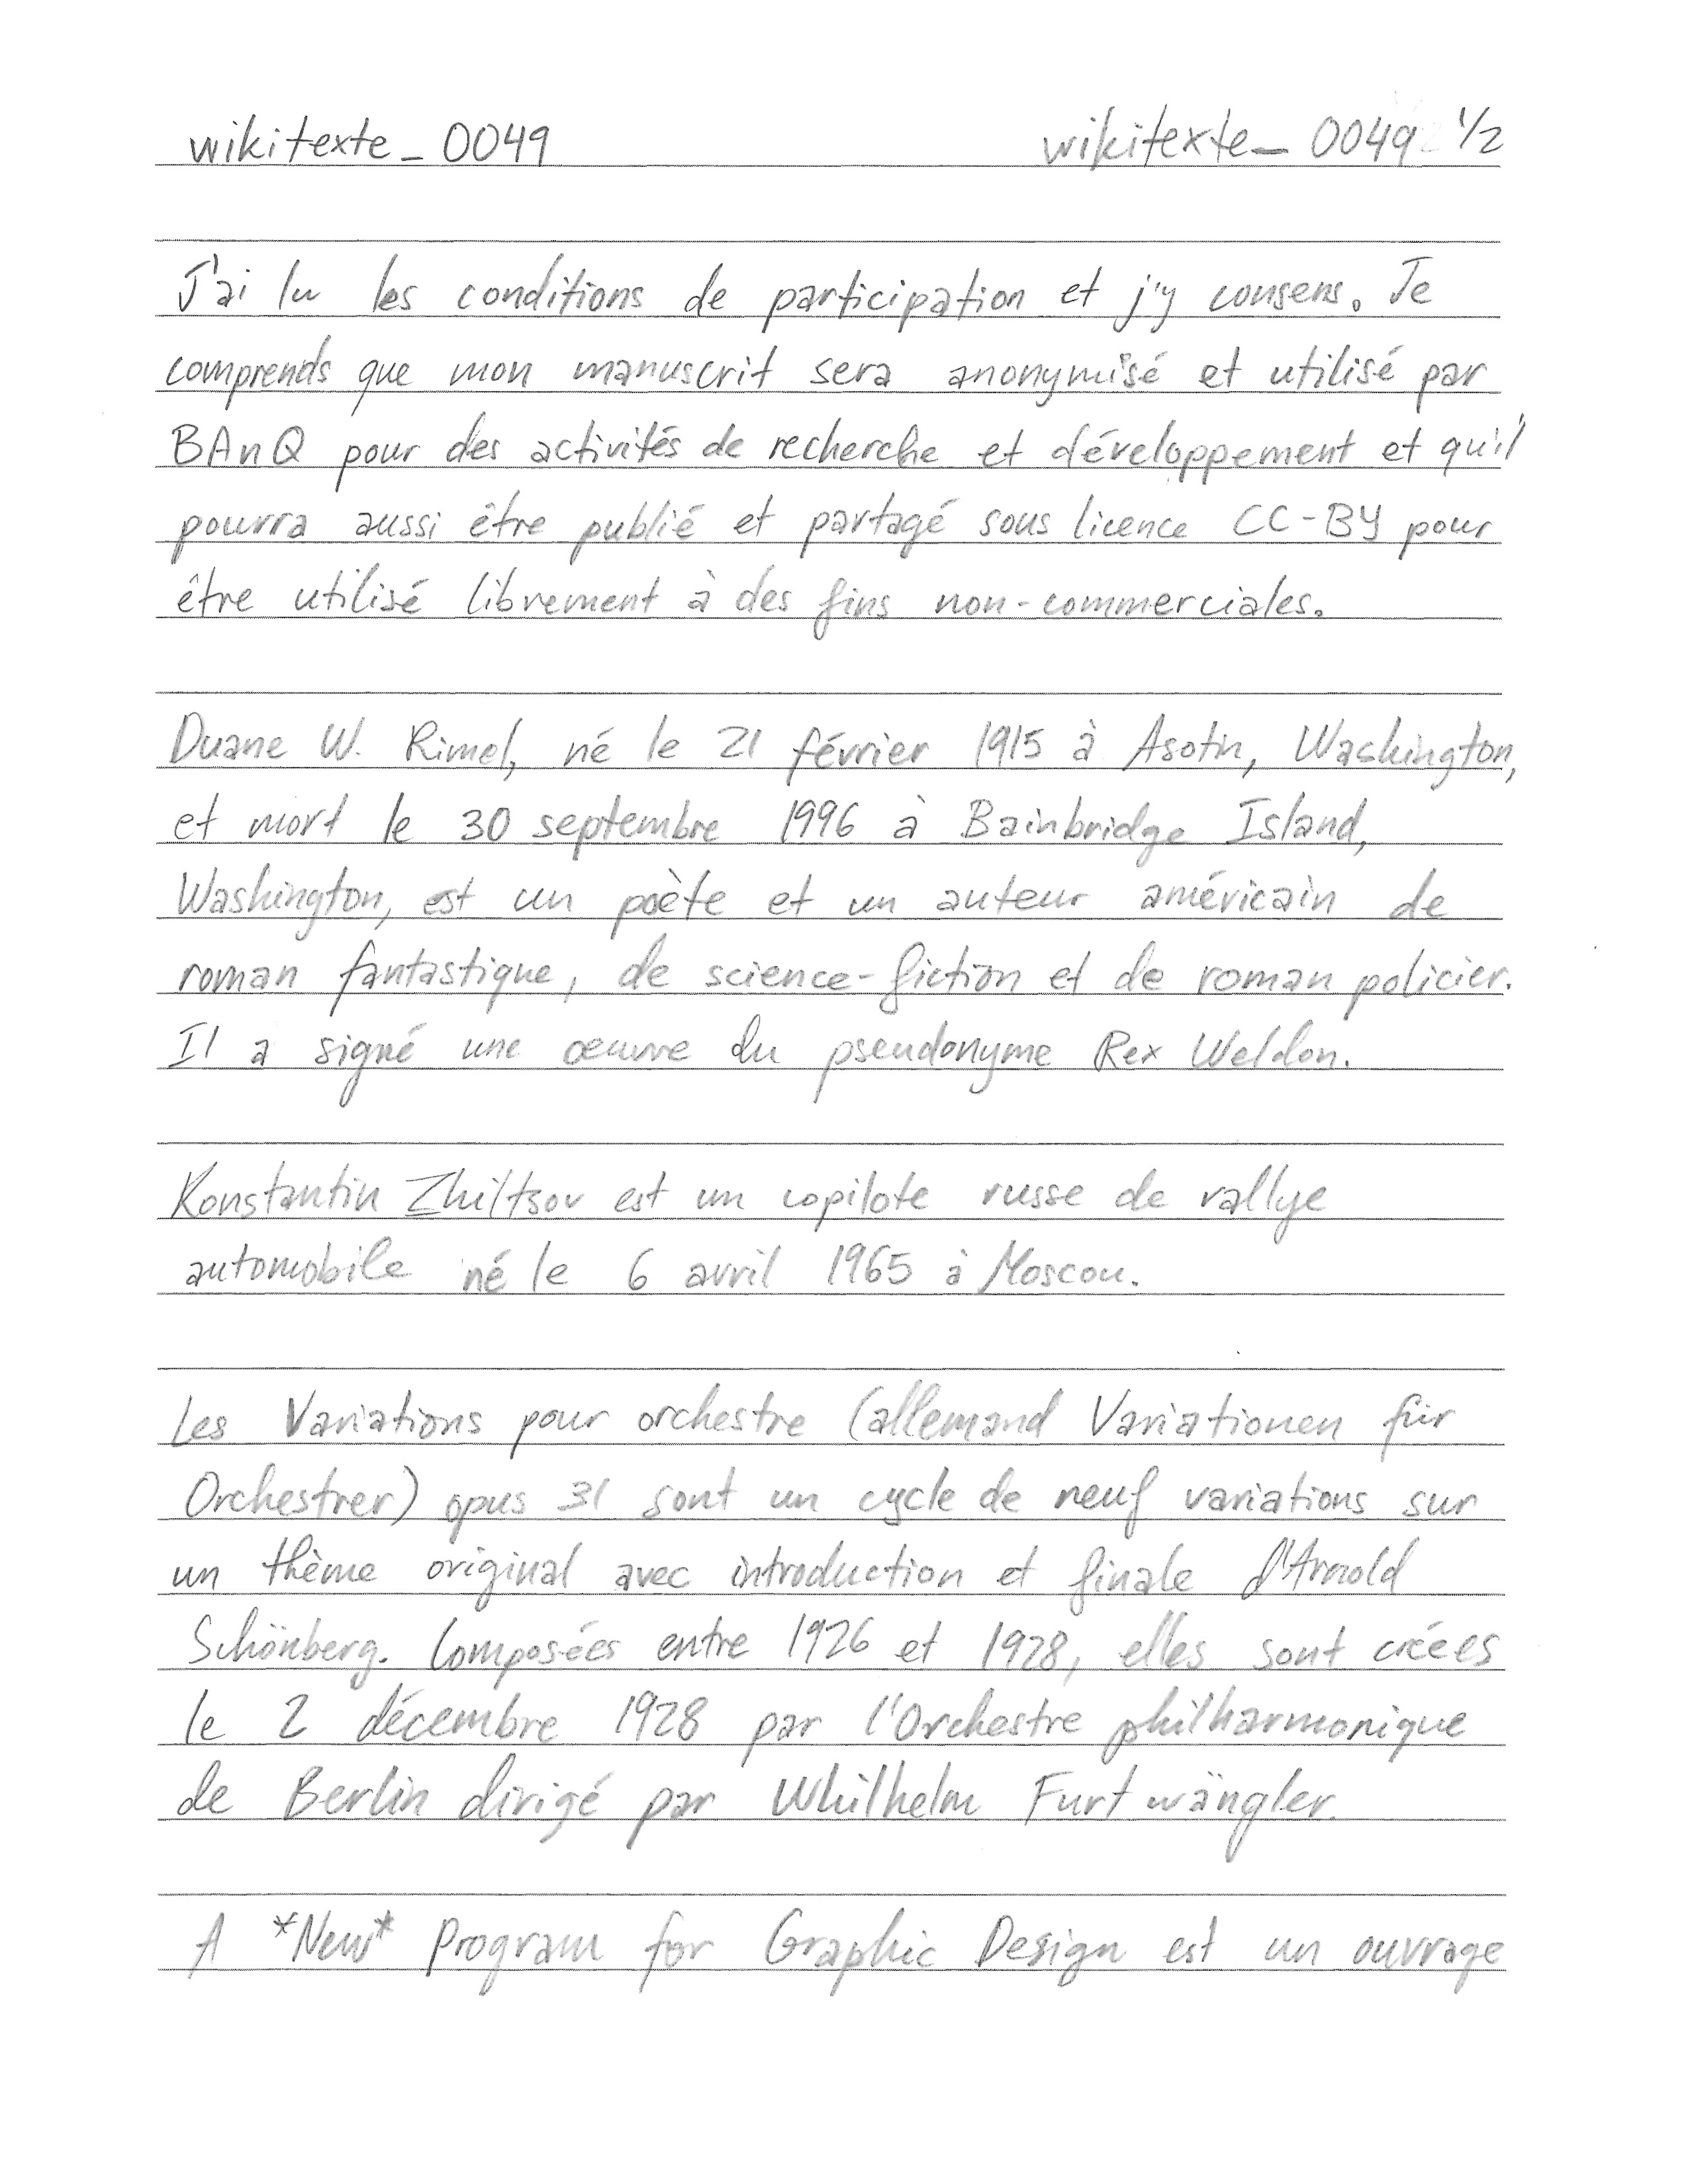 wikitexte_0049 wikitexte_0049 1/2
J'ai lu les conditions de participation et j'y consens. Je
comprends que mon manuscrit sera anonymisé et utilisé par
BAnQ pour des activités de recherche et développement et qu'il
pourra aussi être publié et partagé sous licence CC-BY pour
être utilisé librement à des fins non-commerciales.
Duane W. Rimel, né le 21 février 1915 à Asotin, Washington,
et mort le 30 septembre 1996 à Bainbridge Island,
Washington, est un poète et un auteur américain de
roman fantastique, de science-fiction et de roman policier.
Il a signé une oeuvre du pseudonyme Rex Weldon.
Konstantin Zhiltsov est un copilote russe de rallye
automobile né le 6 avril 1965 à Moscou.
Les Variations pour orchestre (allemand Variationen für
Orchestrer) opus 31 sont un cycle de neuf variations sur
un thème original avec introduction et finale d'Arnold
Schönberg. Composées entre 1926 et 1928, elles sont créées
le 2 décembre 1928 par l'Orchestre philharmonique
de Berlin dirigé par Whilhelm Furtwängler.
A *New* Program for Graphic Design est un ouvrage